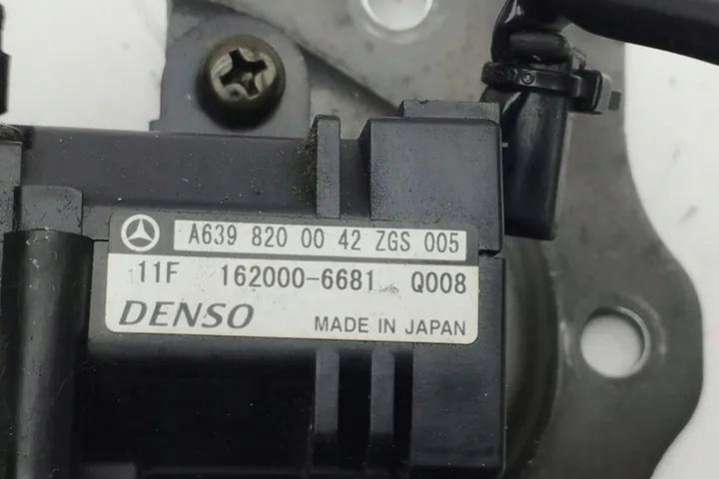 A639 820 00 42 ZGS 005
11F 162000-6681 Q008
DENSO MADE IN JAPAN